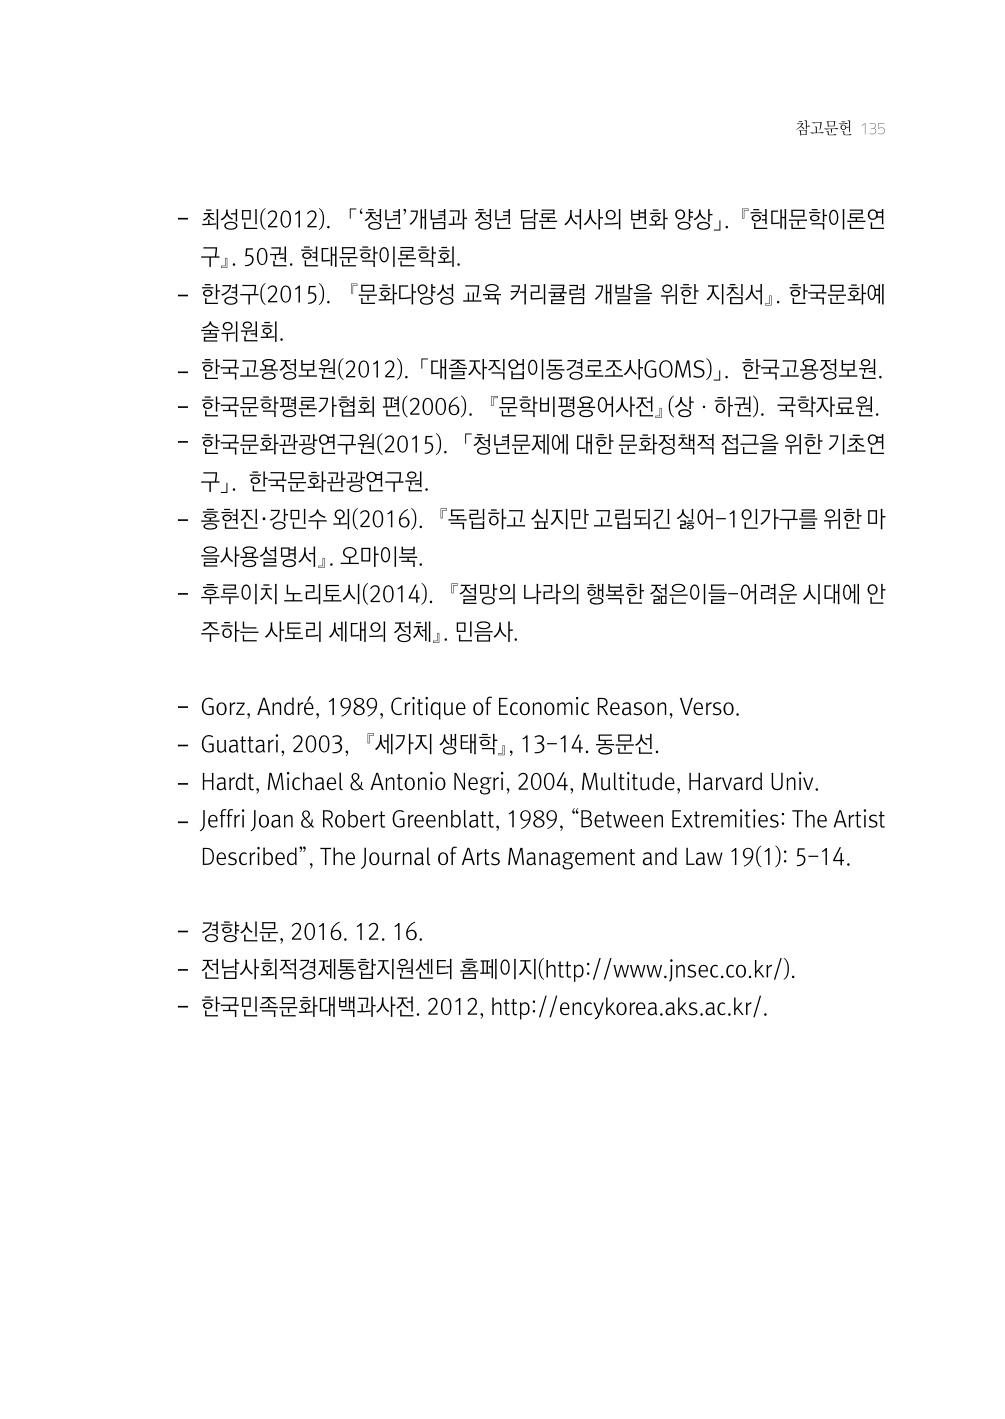 참고문헌 135
- 최성민(2012). 「‘청년’개념과 청년 담론 서사의 변화 양상」. 『현대문학이론연
구』. 50권. 현대문학이론학회.
- 한경구(2015). 『문화다양성 교육 커리큘럼 개발을 위한 지침서』. 한국문화예
술위원회.
- 한국고용정보원(2012). 「대졸자직업이동경로조사GOMS)」. 한국고용정보원.
- 한국문학평론가협회 편(2006). 『문학비평용어사전』(상 · 하권). 국학자료원.
- 한국문화관광연구원(2015). 「청년문제에 대한 문화정책적 접근을 위한 기초연
구」. 한국문화관광연구원.
- 홍현진·강민수 외(2016). 『독립하고 싶지만 고립되긴 싫어-1인가구를 위한 마
을사용설명서』. 오마이북.
- 후루이치 노리토시(2014). 『절망의 나라의 행복한 젊은이들-어려운 시대에 안
주하는 사토리 세대의 정체』. 민음사.
- Gorz, André, 1989, Critique of Economic Reason, Verso.
- Guattari, 2003, 『세가지 생태학』, 13-14. 동문선.
- Hardt, Michael & Antonio Negri, 2004, Multitude, Harvard Univ.
- Jeffri Joan & Robert Greenblatt, 1989, “Between Extremities: The Artist
Described”, The Journal of Arts Management and Law 19(1): 5-14.
- 경향신문, 2016. 12. 16.
- 전남사회적경제통합지원센터 홈페이지(http://www.jnsec.co.kr/).
- 한국민족문화대백과사전. 2012, http://encykorea.aks.ac.kr/.